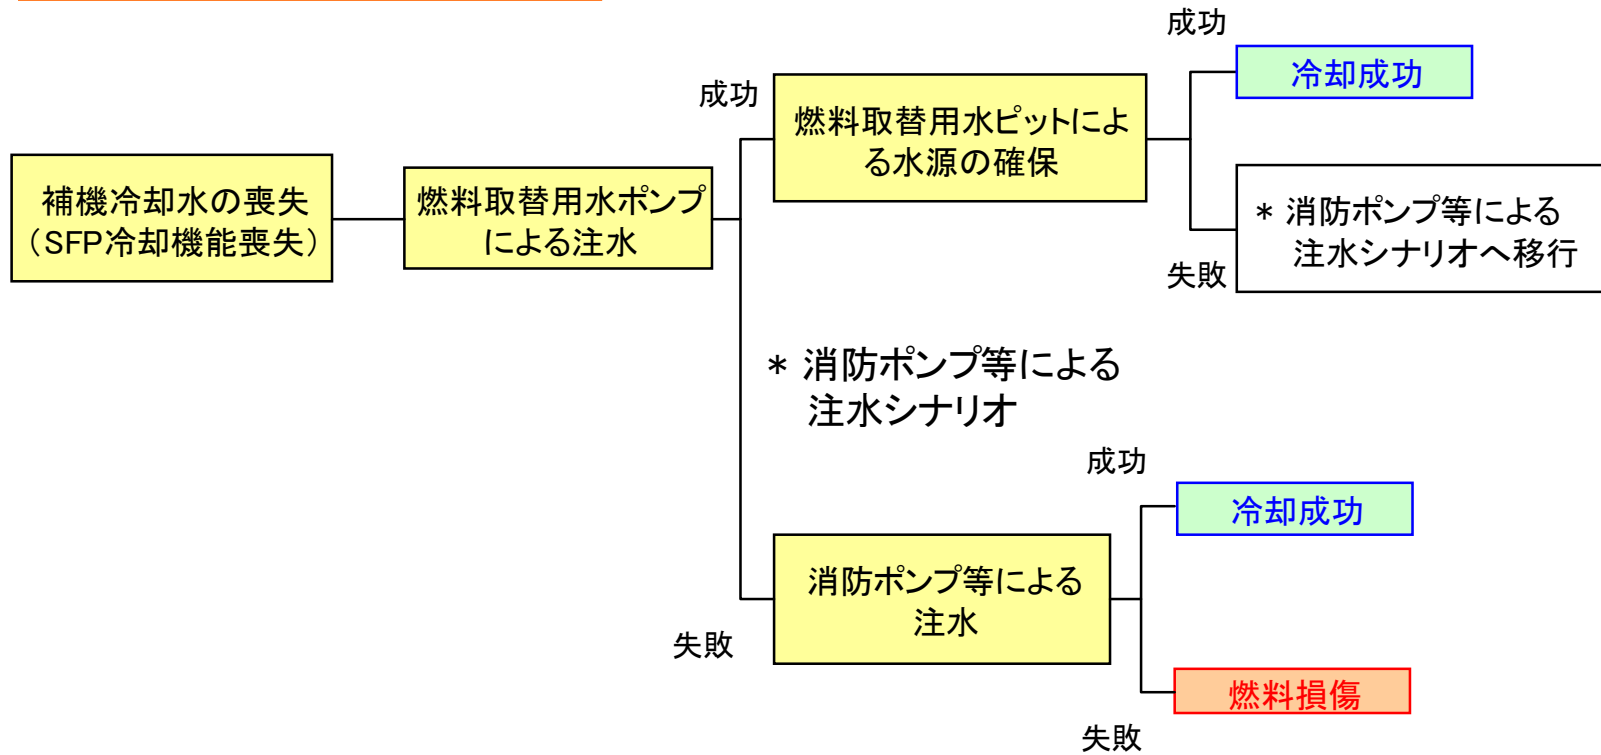 補機冷却水の喪失
（SFP冷却機能喪失）
燃料取替用水ポンプ
による注水
成功
燃料取替用水ピットによ
る水源の確保
成功
冷却成功
失敗
* 消防ポンプ等による
注水シナリオへ移行
* 消防ポンプ等による
注水シナリオ
失敗
消防ポンプ等による
注水
成功
冷却成功
失敗
燃料損傷